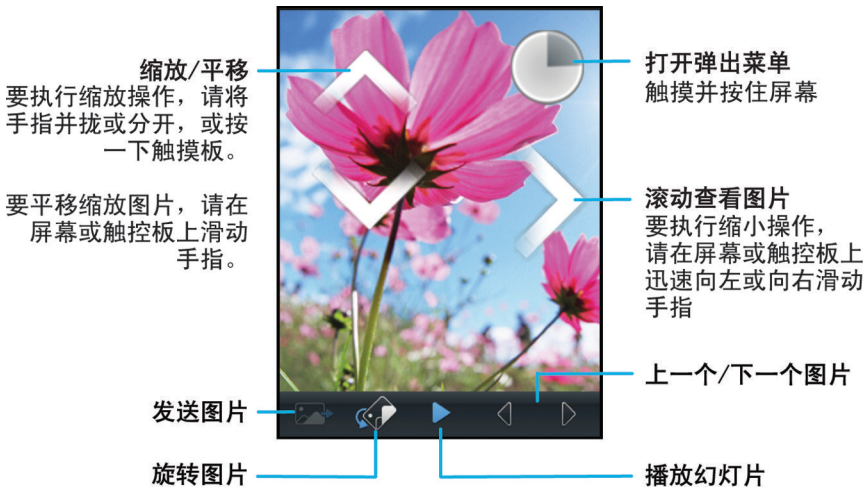 缩放/平移
要执行缩放操作，请将
手指并拢或分开，或按
一下触摸板。
要平移缩放图片，请在
屏幕或触控板上滑动
手指。
发送图片
旋转图片
打开弹出菜单
触摸并按住屏幕
滚动查看图片
要执行缩小操作，
请在屏幕或触控板上
迅速向左或向右滑动
手指
上一个/下一个图片
播放幻灯片